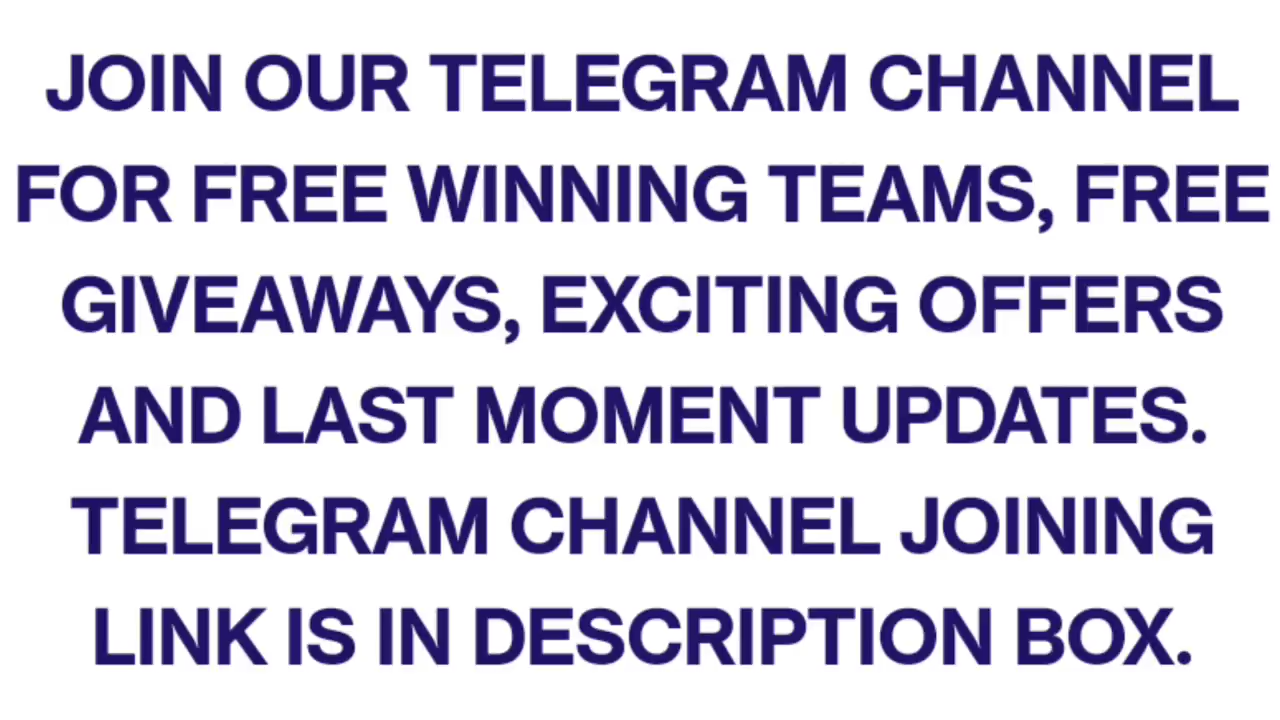 JOIN OUR TELEGRAM CHANNEL
FOR FREE WINNING TEAMS, FREE
GIVEAWAYS, EXCITING OFFERS
AND LAST MOMENT UPDATES.
TELEGRAM CHANNEL JOINING
LINK IS IN DESCRIPTION BOX.